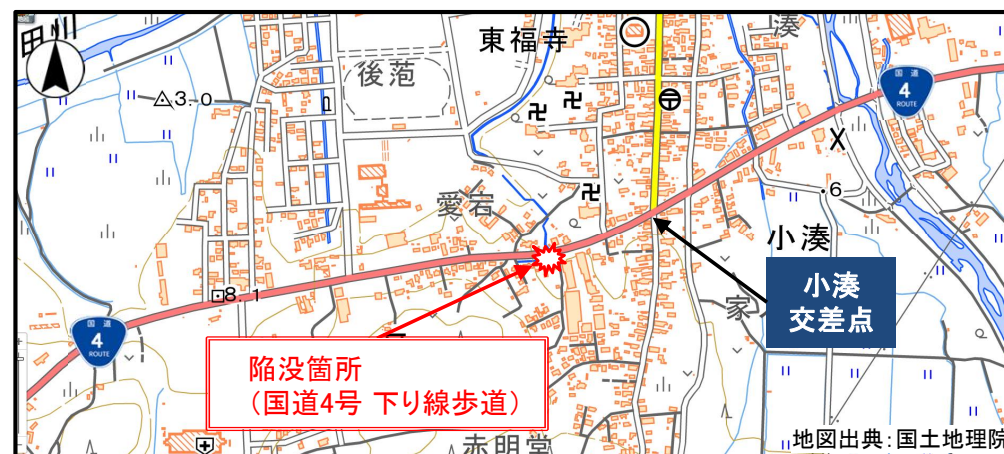 田川
東福寺
湊
後萢
3.0
国道
4
ROUTE
愛宕
6
小湊
小湊
交差点
家
8.1
国道
4
ROUTE
陥没箇所
(国道4号 下り線歩道)
赤明堂
地図出典:国土地理院